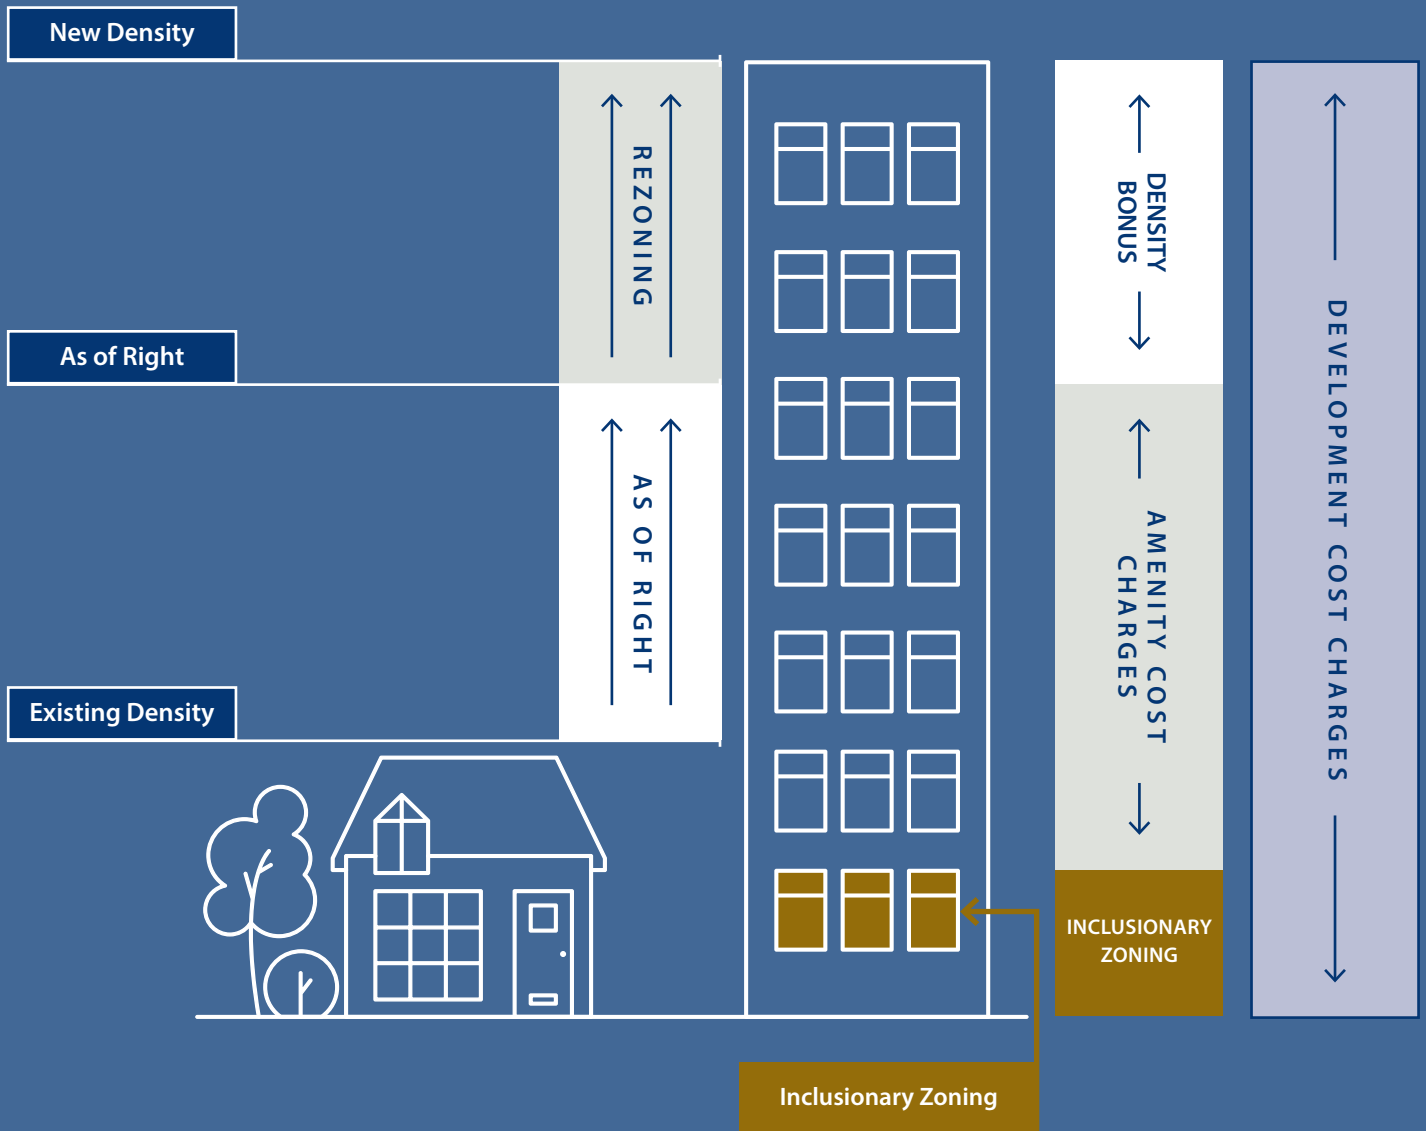 New Density
REZONING
DENSITY
BONUS
As of Right
AS OF RIGHT
AMENITY COST
CHARGES
DEVELOPMENT COST CHARGES
Existing Density
INCLUSIONARY
ZONING
Inclusionary Zoning